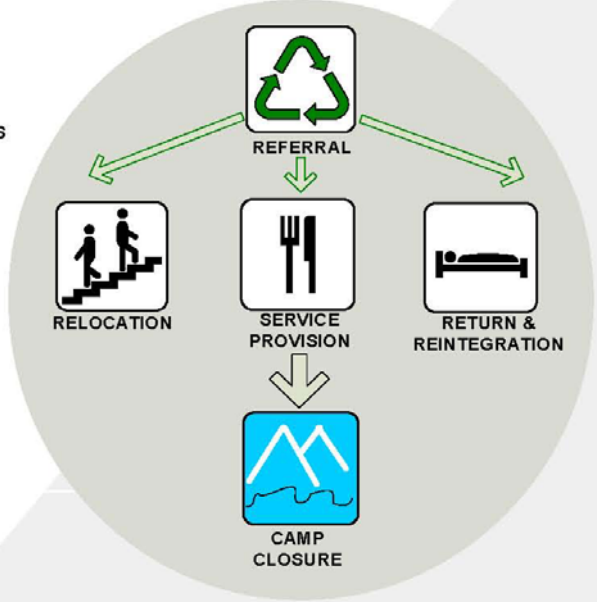 REFERRAL
s
RELOCATION
SERVICE
PROVISION
RETURN &
REINTEGRATION
CAMP
CLOSURE